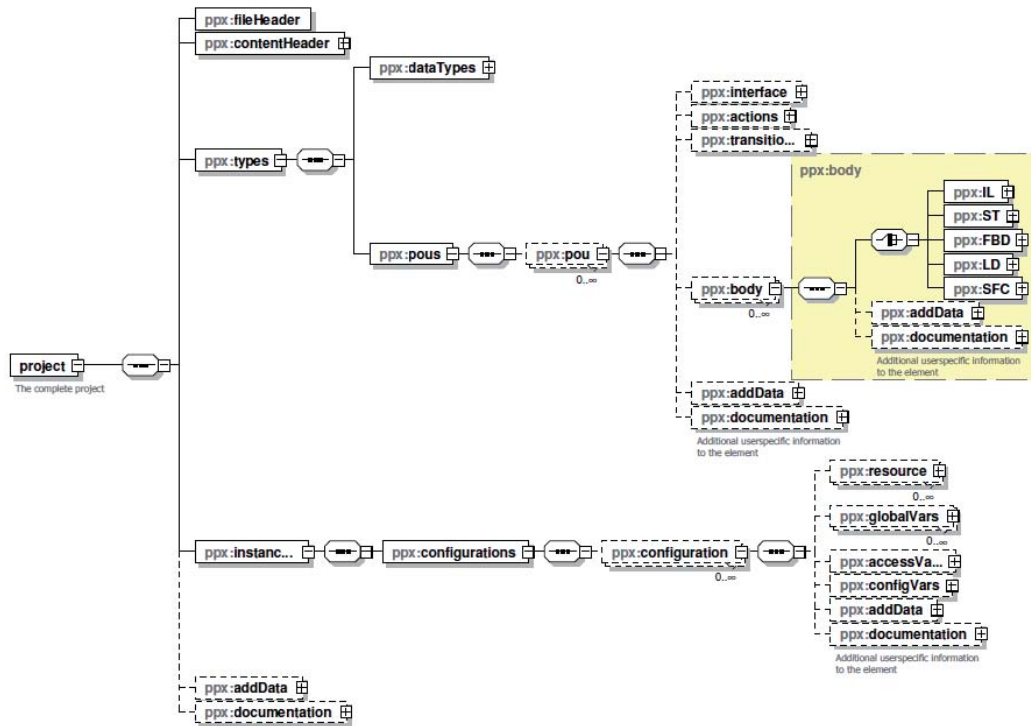 ppx:fileHeader
ppx:contentHeader
ppx:dataTypes
ppx:interface
ppx:actions
ppx:transitio...
ppx:types
ppx:body
ppx:IL
ppx:ST
ppx:FBD
ppx:LD
ppx:SFC
ppx:pous
ppx:pou
0..∞
ppx:body
0..∞
ppx:addData
ppx:documentation
Additional userspecific information
to the element
project
The complete project
ppx:addData
ppx:documentation
Additional userspecific information
to the element
ppx:resource
0..∞
ppx:globalVars
0..∞
ppx:instanc...
ppx:configurations
ppx:configuration
0..∞
ppx:accessVa...
ppx:configVars
ppx:addData
ppx:documentation
Additional userspecific information
to the element
ppx:addData
ppx:documentation